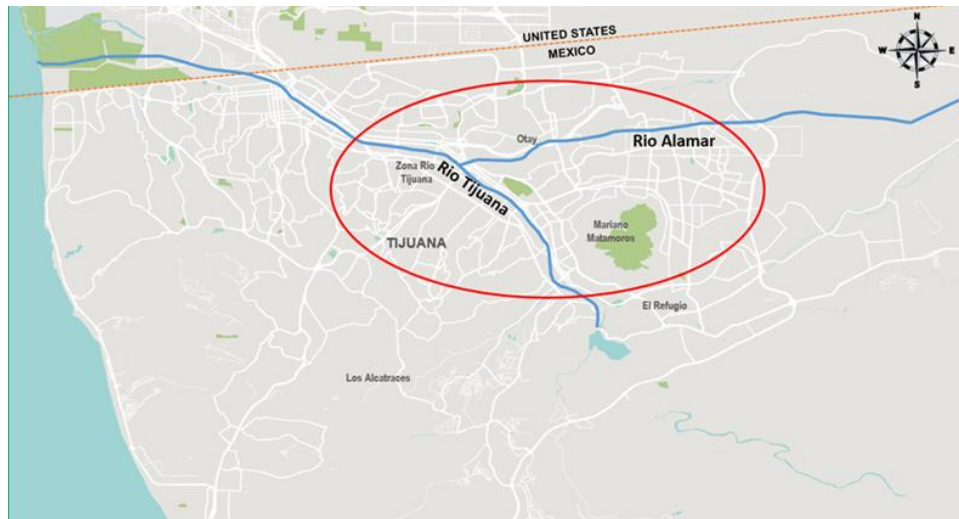 UNITED STATES
MEXICO
N
W
E
S
Otay
Rio Alamar
Zona Rio
Tijuana
Rio Tijuana
Mariano
Matamoros
TIJUANA
El Refugio
Los Alcatraces